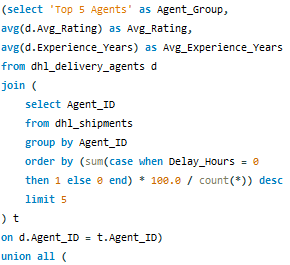 (select 'Top 5 Agents' as Agent_Group,
avg(d.Avg_Rating) as Avg_Rating,
avg(d.Experience_Years) as Avg_Experience_Years
from dhl_delivery_agents d
join (
select Agent_ID
from dhl_shipments
group by Agent_ID
order by (sum(case when Delay_Hours = 0
then 1 else 0 end) * 100.0 / count(*)) desc
limit 5
) t
on d.Agent_ID = t.Agent_ID)
union all (